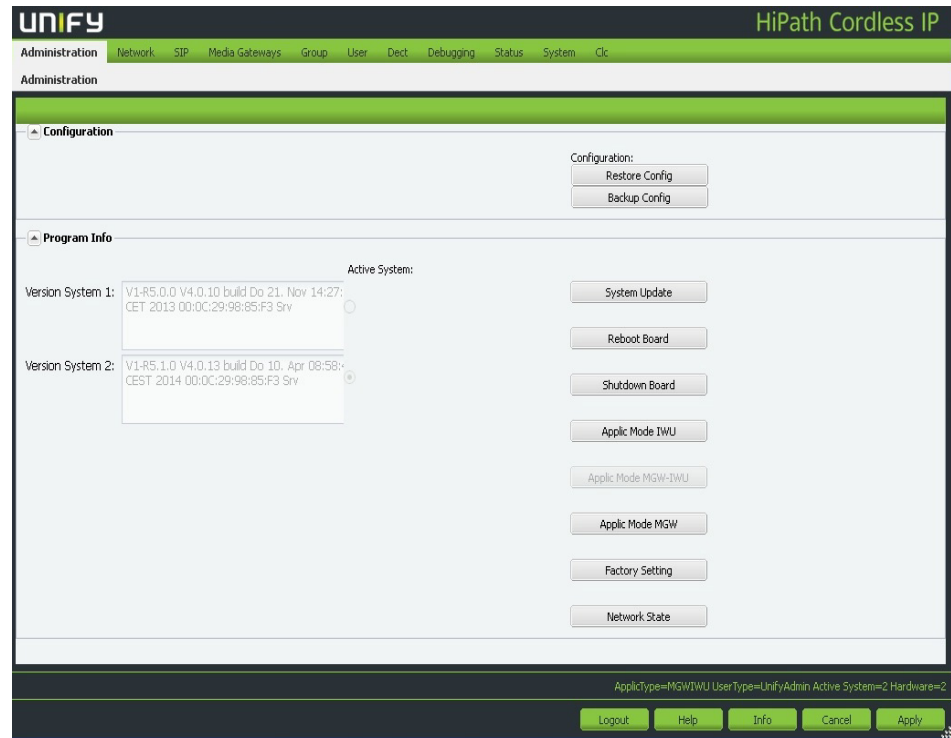 UNIFY
HiPath Cordless IP
Administration Network SIP Media Gateways Group User Dect Debugging Status System Clc
Administration
Configuration
Configuration:
Restore Config
Backup Config
Program Info
Active System:
Version System 1:
V1-R5.0.0 V4.0.10 build Do 21. Nov 14:27:
CET 2013 00:0C:29:98:85:F3 Srv
System Update
Reboot Board
Version System 2:
V1-R5.1.0 V4.0.13 build Do 10. Apr 08:58:
CEST 2014 00:0C:29:98:85:F3 Srv
Shutdown Board
Applic Mode IWU
Applic Mode MGW-IWU
Applic Mode MGW
Factory Setting
Network State
ApplicType=MGWIWU UserType=UnifyAdmin Active System=2 Hardware=2
Logout Help Info Cancel Apply